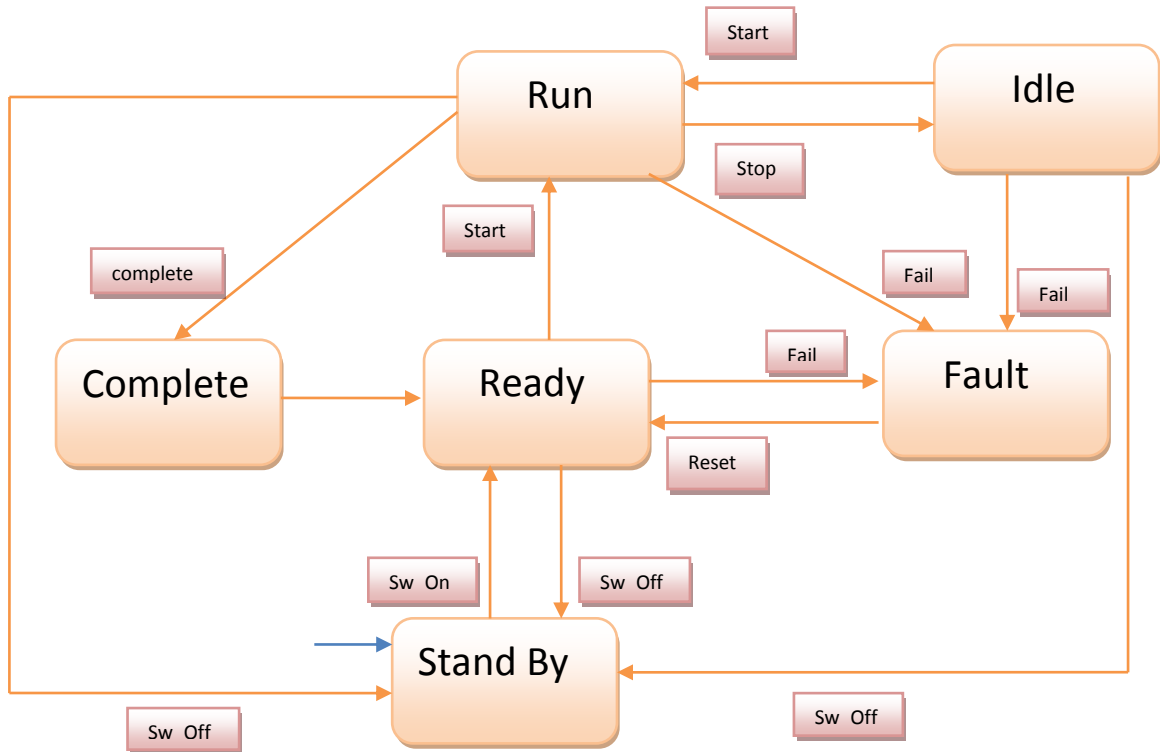 Start
Run
Idle
Stop
Start
complete
Fail
Fail
Complete
Ready
Fail
Fault
Reset
Sw On
Sw Off
Stand By
Sw Off
Sw Off